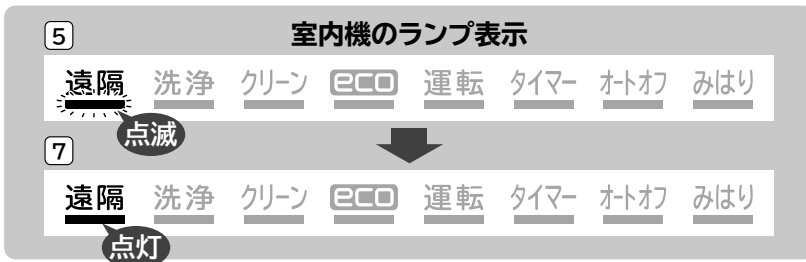 5 室内機のランプ表示
遠隔 洗浄 クリーン eco 運転 タイマー オートオフ みはり
点滅
7
遠隔 洗浄 クリーン eco 運転 タイマー オートオフ みはり
点灯